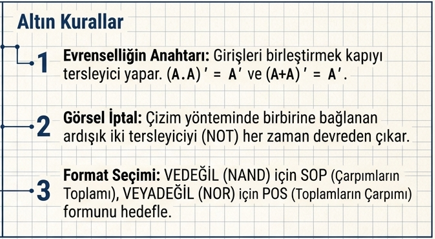 Altın Kurallar
1 Evrenselliğin Anahtarı: Girişleri birleştirmek kapıyı
tersleyici yapar. (A.A)′ = A′ ve (A+A)′ = A′.
2 Görsel İptal: Çizim yönteminde birbirine bağlanan
ardışık iki tersleyiciyi (NOT) her zaman devreden çıkar.
3 Format Seçimi: VEDEĞİL (NAND) için SOP (Çarpımların
Toplamı), VEYADEĞİL (NOR) için POS (Toplamların Çarpımı)
formunu hedefle.